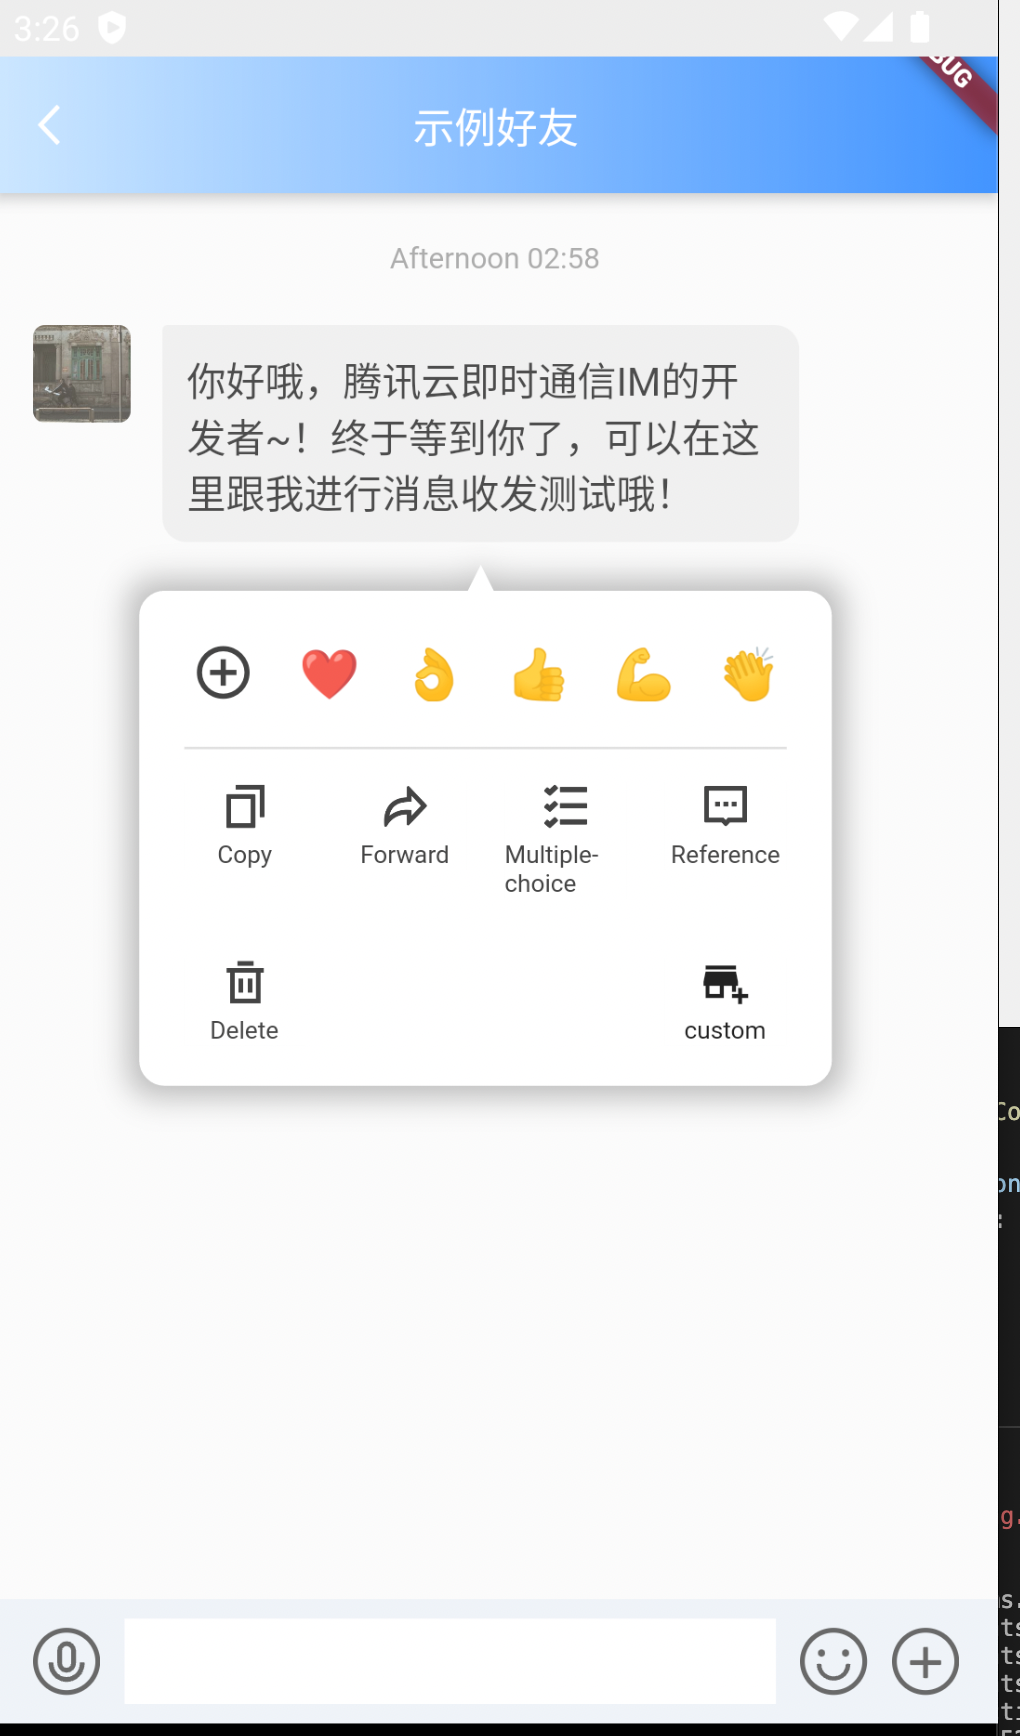 3:26
示例好友
Afternoon 02:58
你好哦，腾讯云即时通信IM的开
发者~！终于等到你了，可以在这
里跟我进行消息收发测试哦！
Copy
Forward
Multiple-
choice
Reference
Delete
custom